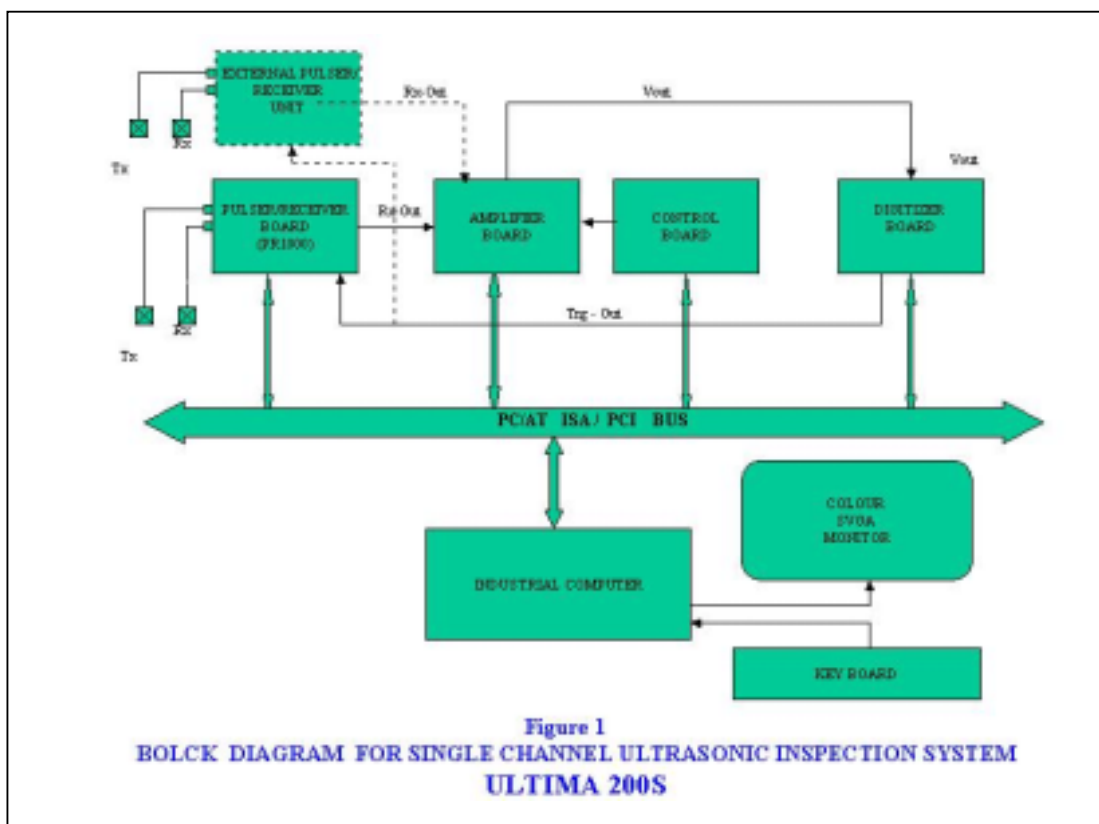 EXTERNAL PULSER/
RECEIVER
UNIT
Rx-Out
Vout
Tx
Rx
Vout
PULSER/RECEIVER
BOARD
(PR1000)
Rx-Out
AMPLIFIER
BOARD
CONTROL
BOARD
DIGITIZER
BOARD
Tx
Rx
Trg - Out
PC/AT ISA / PCI BUS
COLOUR
SVGA
MONITOR
INDUSTRIAL COMPUTER
KEY BOARD
Figure 1
BOLCK DIAGRAM FOR SINGLE CHANNEL ULTRASONIC INSPECTION SYSTEM
ULTIMA 200S